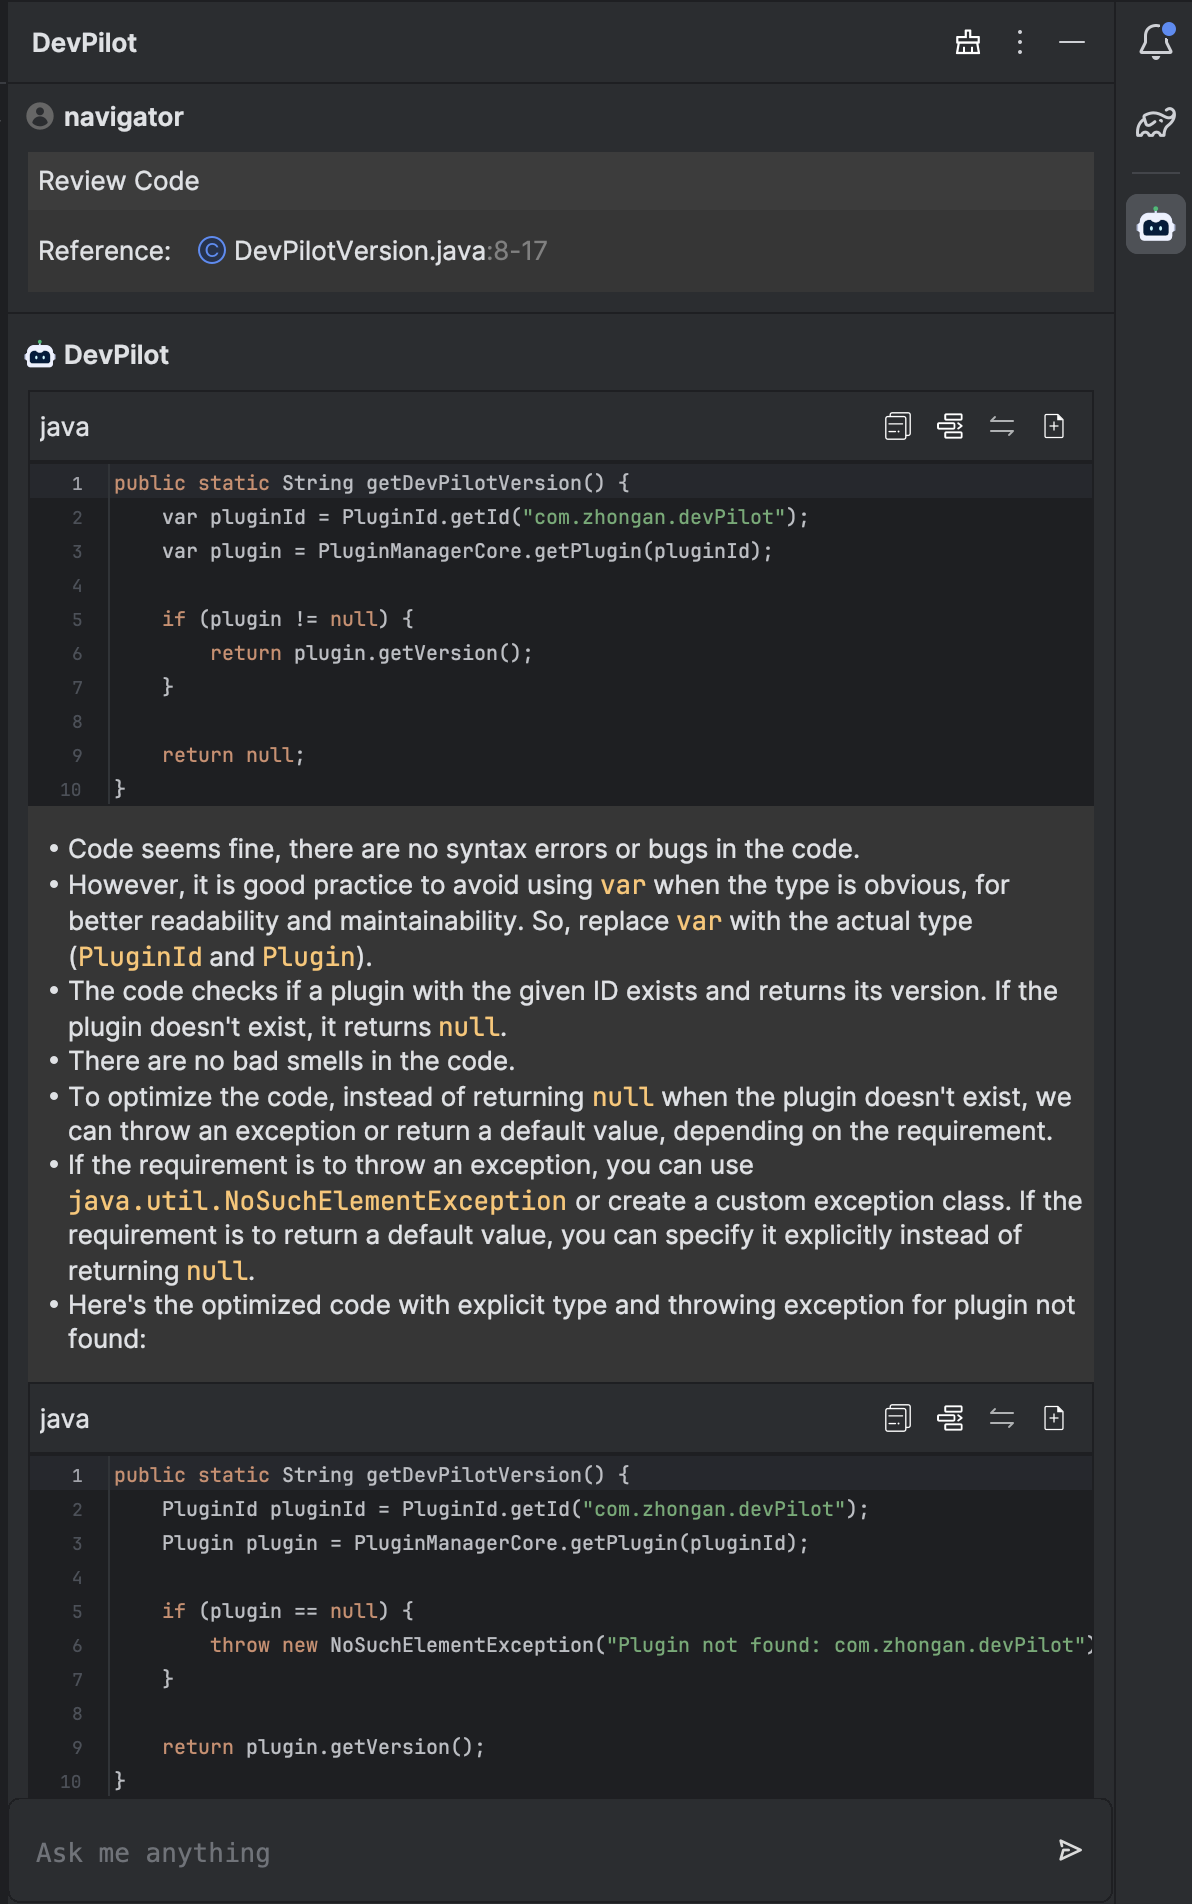 DevPilot
navigator
Review Code
Reference: DevPilotVersion.java:8-17
DevPilot
java
1 public static String getDevPilotVersion() {
2     var pluginId = PluginId.getId("com.zhongan.devPilot");
3     var plugin = PluginManagerCore.getPlugin(pluginId);
4
5     if (plugin != null) {
6         return plugin.getVersion();
7     }
8
9     return null;
10 }
• Code seems fine, there are no syntax errors or bugs in the code.
• However, it is good practice to avoid using var when the type is obvious, for
better readability and maintainability. So, replace var with the actual type
(PluginId and Plugin).
• The code checks if a plugin with the given ID exists and returns its version. If the
plugin doesn't exist, it returns null.
• There are no bad smells in the code.
• To optimize the code, instead of returning null when the plugin doesn't exist, we
can throw an exception or return a default value, depending on the requirement.
• If the requirement is to throw an exception, you can use
java.util.NoSuchElementException or create a custom exception class. If the
requirement is to return a default value, you can specify it explicitly instead of
returning null.
• Here's the optimized code with explicit type and throwing exception for plugin not
found:
java
1 public static String getDevPilotVersion() {
2     PluginId pluginId = PluginId.getId("com.zhongan.devPilot");
3     Plugin plugin = PluginManagerCore.getPlugin(pluginId);
4
5     if (plugin == null) {
6         throw new NoSuchElementException("Plugin not found: com.zhongan.devPilot")
7     }
8
9     return plugin.getVersion();
10 }
Ask me anything